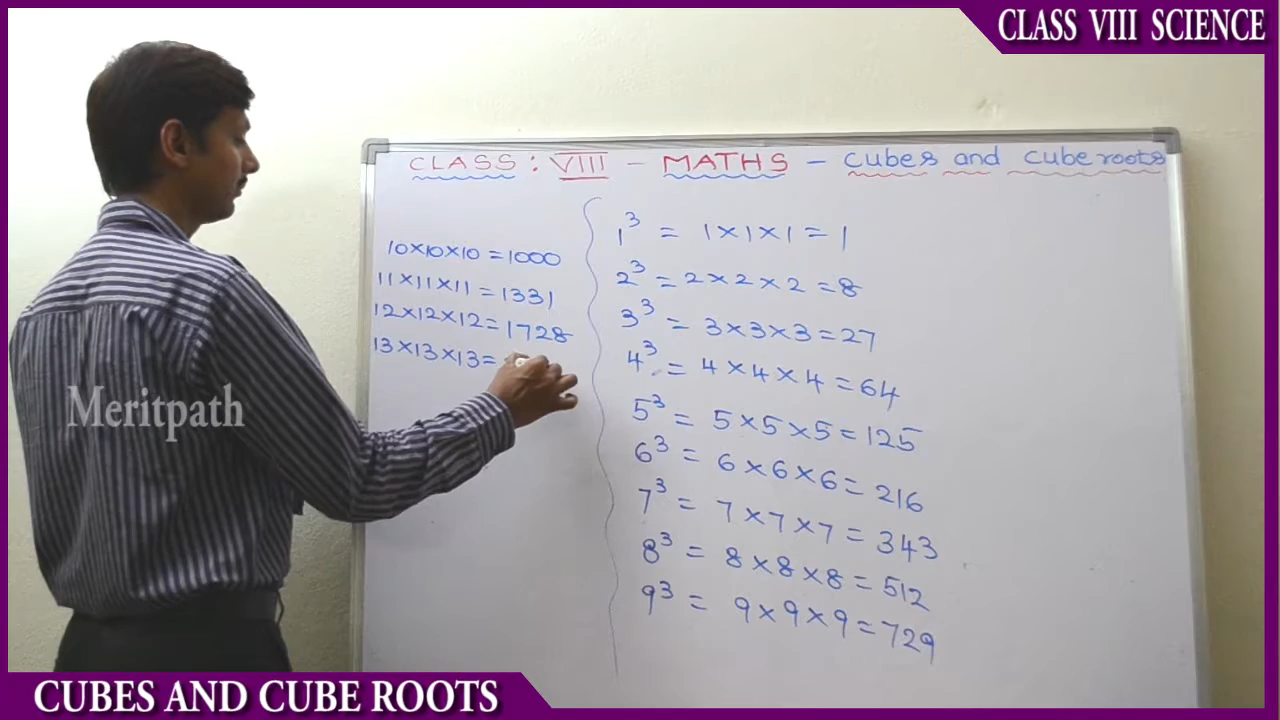 CLASS VIII SCIENCE
CLASS : VIII - MATHS - Cubes and cube roots
10×10×10 = 1000
11×11×11 = 1331
12×12×12 = 1728
13×13×13 =
1³ = 1×1×1 = 1
2³ = 2×2×2 = 8
3³ = 3×3×3 = 27
4³ = 4×4×4 = 64
5³ = 5×5×5 = 125
6³ = 6×6×6 = 216
7³ = 7×7×7 = 343
8³ = 8×8×8 = 512
9³ = 9×9×9 = 729
Meritpath
CUBES AND CUBE ROOTS